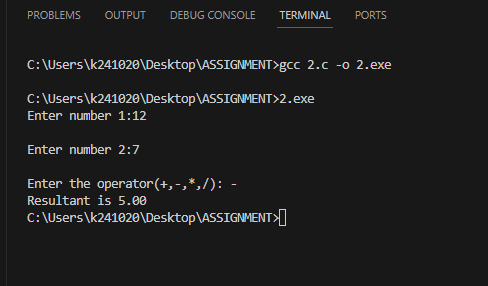 PROBLEMS OUTPUT DEBUG CONSOLE TERMINAL PORTS
C:\Users\k241020\Desktop\ASSIGNMENT>gcc 2.c -o 2.exe
C:\Users\k241020\Desktop\ASSIGNMENT>2.exe
Enter number 1:12
Enter number 2:7
Enter the operator(+,-,*,/): -
Resultant is 5.00
C:\Users\k241020\Desktop\ASSIGNMENT>